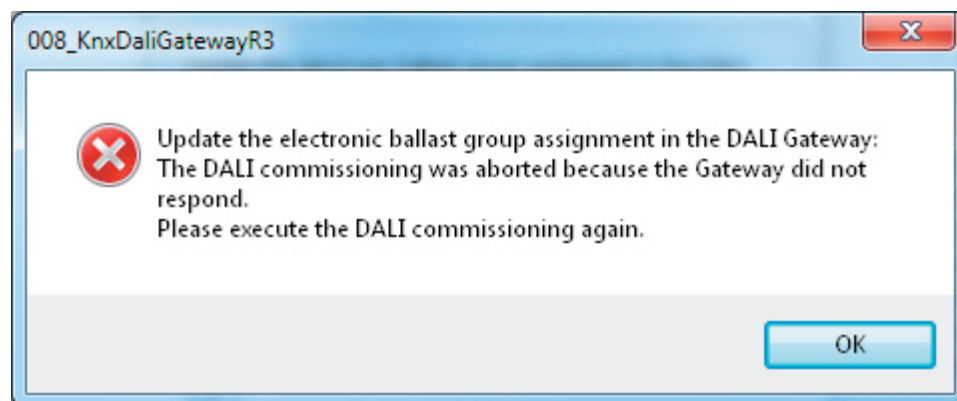 008_KnxDaliGatewayR3
Update the electronic ballast group assignment in the DALI Gateway:
The DALI commissioning was aborted because the Gateway did not
respond.
Please execute the DALI commissioning again.
OK